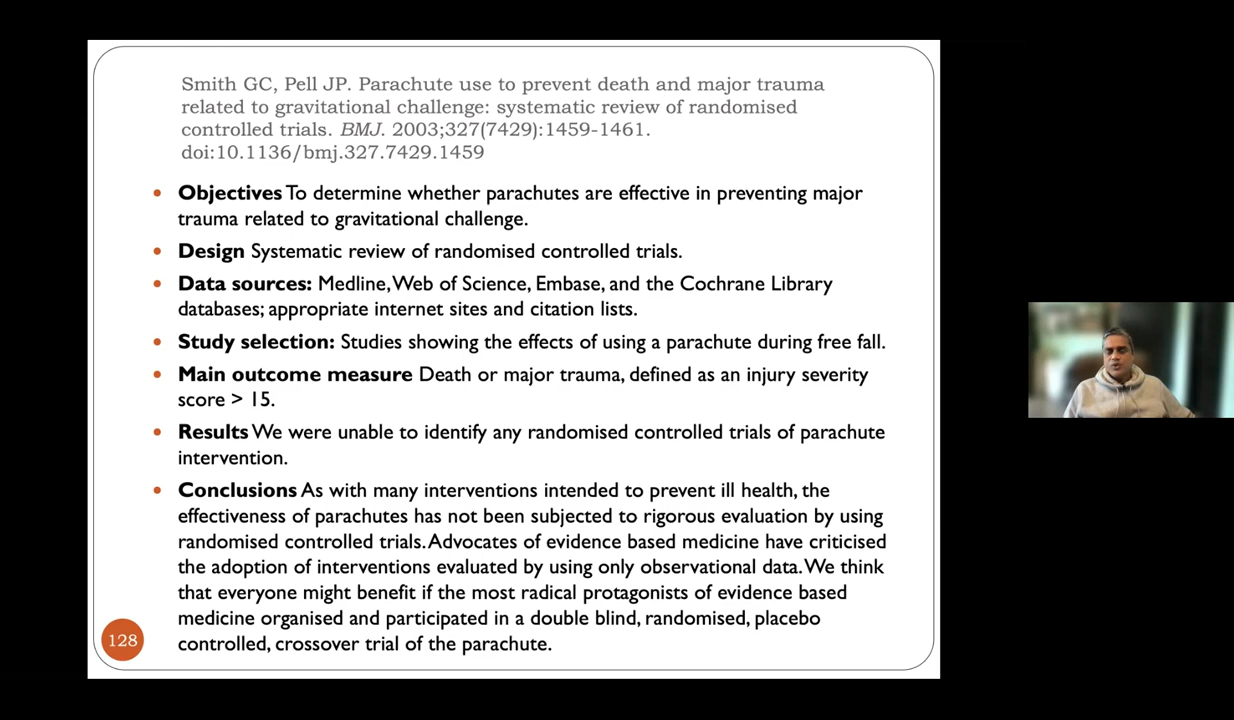 Smith GC, Pell JP. Parachute use to prevent death and major trauma
related to gravitational challenge: systematic review of randomised
controlled trials. BMJ. 2003;327(7429):1459-1461.
doi:10.1136/bmj.327.7429.1459
• Objectives To determine whether parachutes are effective in preventing major
trauma related to gravitational challenge.
• Design Systematic review of randomised controlled trials.
• Data sources: Medline, Web of Science, Embase, and the Cochrane Library
databases; appropriate internet sites and citation lists.
• Study selection: Studies showing the effects of using a parachute during free fall.
• Main outcome measure Death or major trauma, defined as an injury severity
score > 15.
• Results We were unable to identify any randomised controlled trials of parachute
intervention.
• Conclusions As with many interventions intended to prevent ill health, the
effectiveness of parachutes has not been subjected to rigorous evaluation by using
randomised controlled trials. Advocates of evidence based medicine have criticised
the adoption of interventions evaluated by using only observational data. We think
that everyone might benefit if the most radical protagonists of evidence based
medicine organised and participated in a double blind, randomised, placebo
controlled, crossover trial of the parachute.
128